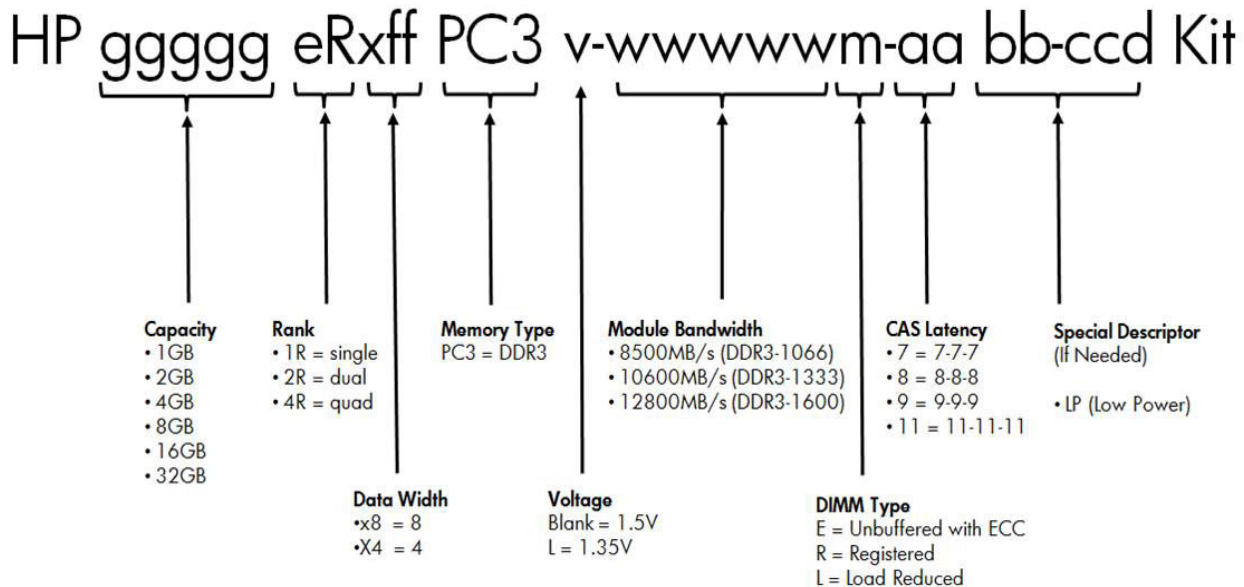 HP ggggg eRxff PC3 v-wwwwwm-aa bb-ccd Kit
Capacity
• 1GB
• 2GB
• 4GB
• 8GB
• 16GB
• 32GB
Rank
• 1R = single
• 2R = dual
• 4R = quad
Memory Type
PC3 = DDR3
Module Bandwidth
• 8500MB/s (DDR3-1066)
• 10600MB/s (DDR3-1333)
• 12800MB/s (DDR3-1600)
CAS Latency
• 7 = 7-7-7
• 8 = 8-8-8
• 9 = 9-9-9
• 11 = 11-11-11
Special Descriptor
(If Needed)
• LP (Low Power)
Data Width
•x8 = 8
•X4 = 4
Voltage
Blank = 1.5V
L = 1.35V
DIMM Type
E = Unbuffered with ECC
R = Registered
L = Load Reduced